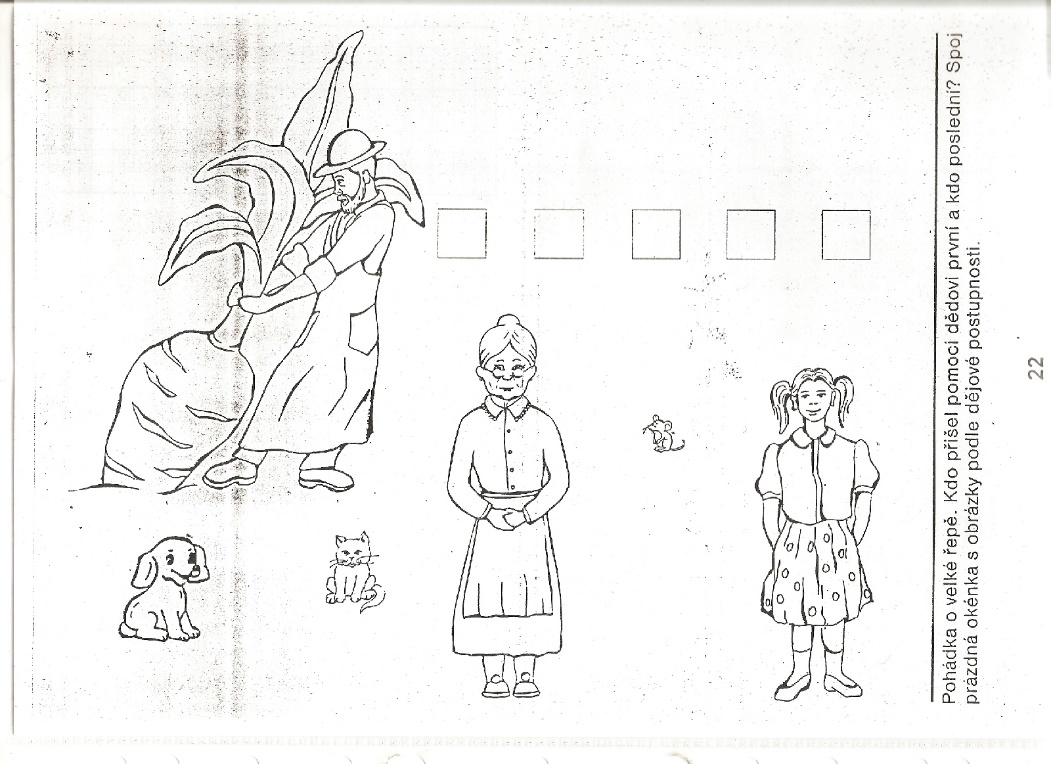 Pohádka o velké řepě. Kdo přišel pomoci dědovi první a kdo poslední? Spoj
prázdná okénka s obrázky podle dějové postupnosti.
22